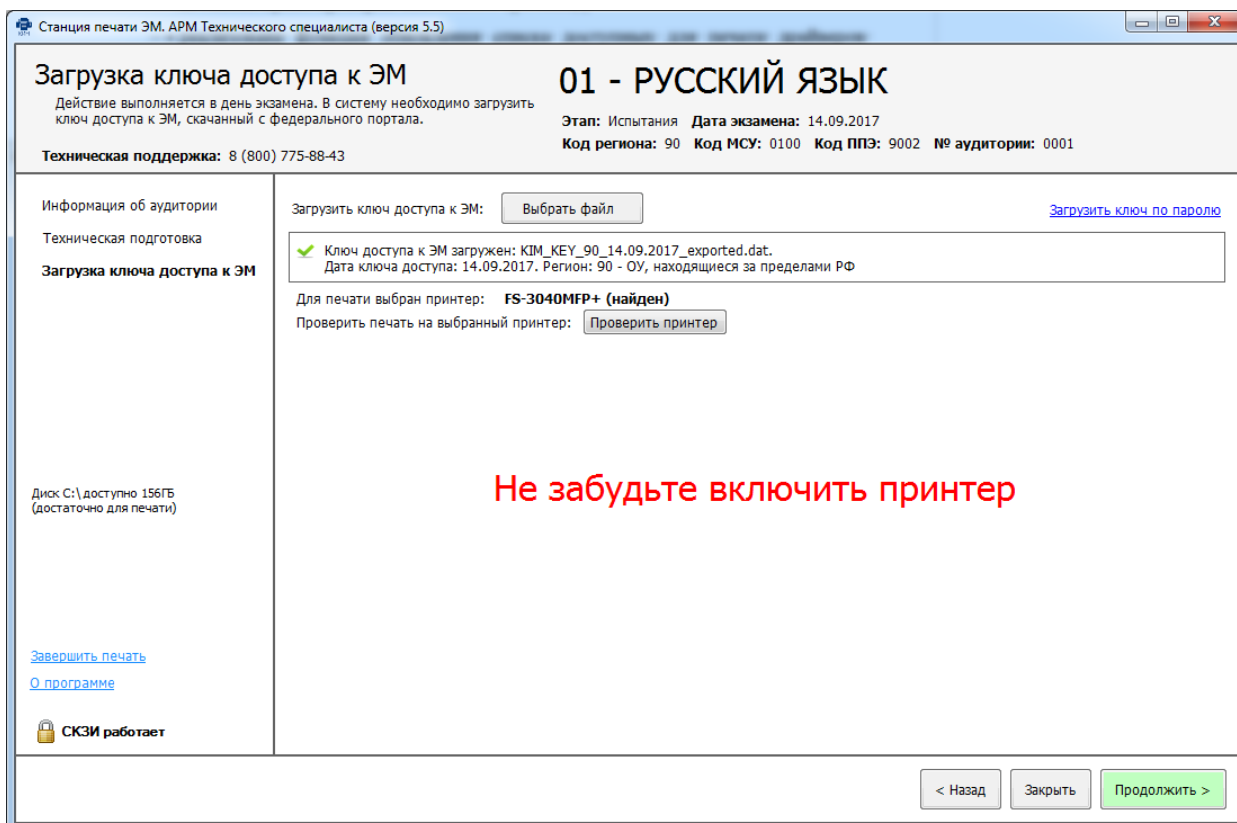 Станция печати ЭМ. АРМ Технического специалиста (версия 5.5)
Загрузка ключа доступа к ЭМ
Действие выполняется в день экзамена. В систему необходимо загрузить
ключ доступа к ЭМ, скачанный с федерального портала.
Техническая поддержка: 8 (800) 775-88-43
01 - РУССКИЙ ЯЗЫК
Этап: Испытания Дата экзамена: 14.09.2017
Код региона: 90 Код МСУ: 0100 Код ППЭ: 9002 № аудитории: 0001
Информация об аудитории
Техническая подготовка
Загрузка ключа доступа к ЭМ
Диск C:\ доступно 156ГБ
(достаточно для печати)
Завершить печать
О программе
СКЗИ работает
Загрузить ключ доступа к ЭМ: Выбрать файл Загрузить ключ по паролю
Ключ доступа к ЭМ загружен: KIM_KEY_90_14.09.2017_exported.dat.
Дата ключа доступа: 14.09.2017. Регион: 90 - ОУ, находящиеся за пределами РФ
Для печати выбран принтер: FS-3040MFP+ (найден)
Проверить печать на выбранный принтер: Проверить принтер
Не забудьте включить принтер
< Назад Закрыть Продолжить >